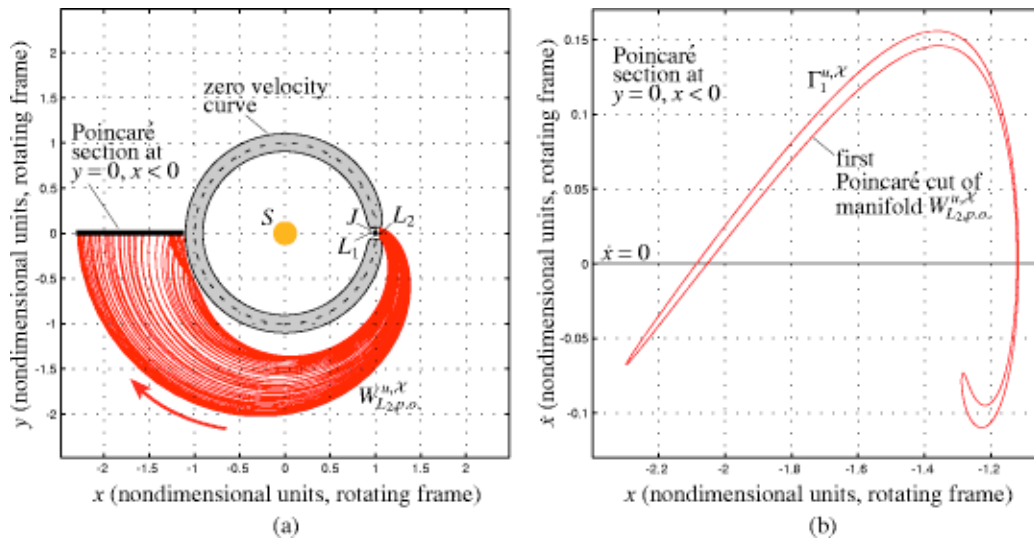 2
1.5
1
0.5
0
-0.5
-1
-1.5
-2
y (nondimensional units, rotating frame)
zero velocity
curve
Poincaré
section at
y = 0, x < 0
S
J
L₂
L₁
W^{u,𝒳}_{L₂,p.o.}
-2 -1.5 -1 -0.5 0 0.5 1 1.5 2
x (nondimensional units, rotating frame)
(a)
0.15
0.1
0.05
0
-0.05
-0.1
ẋ (nondimensional units, rotating frame)
Poincaré
section at
y = 0, x < 0
Γ₁^{u,𝒳}
first
Poincaré cut of
manifold W^{u,𝒳}_{L₂,p.o.}
ẋ = 0
-2.2 -2 -1.8 -1.6 -1.4 -1.2
x (nondimensional units, rotating frame)
(b)